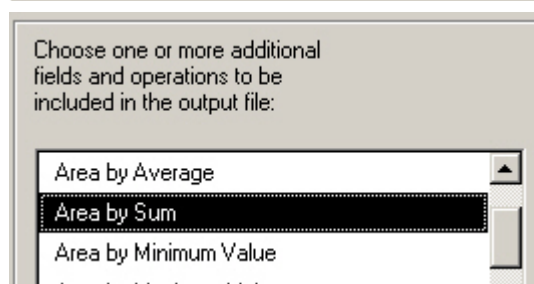 Choose one or more additional
fields and operations to be
included in the output file:
Area by Average
Area by Sum
Area by Minimum Value